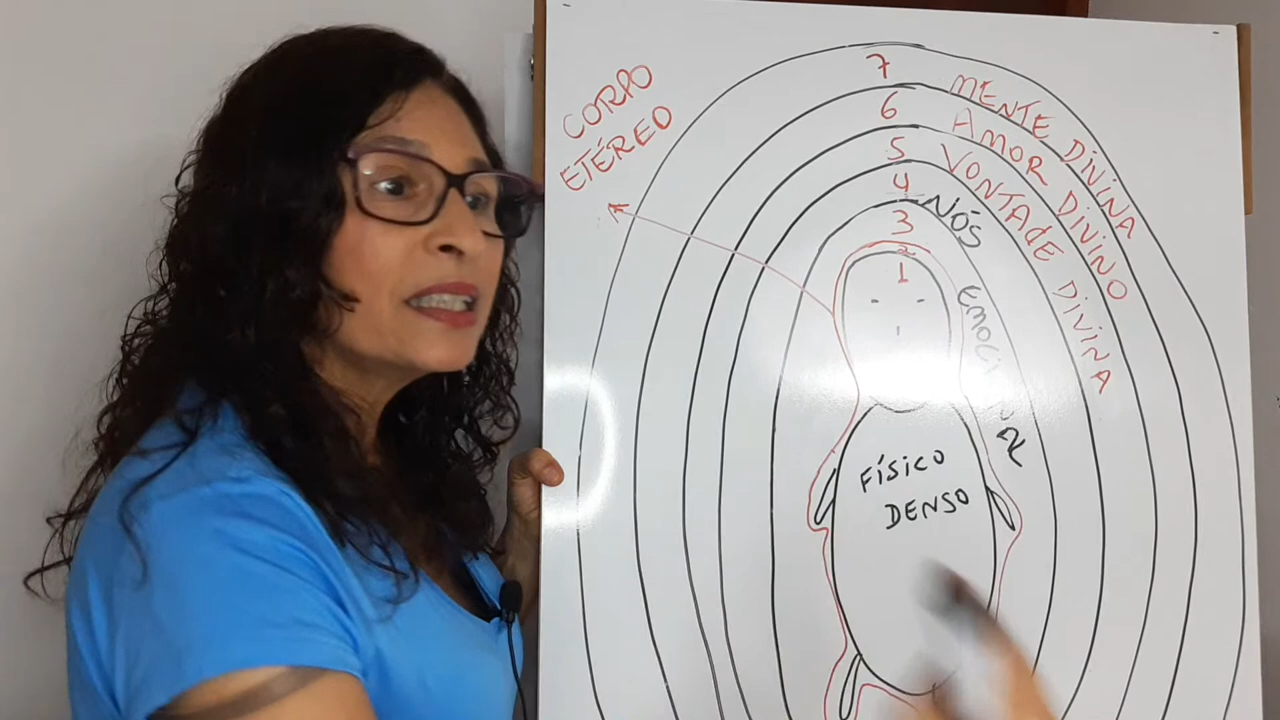 CORPO
ETÉREO
7
MENTE DIVINA
6
AMOR DIVINO
5
VONTADE DIVINA
4
NÓS
3
2
1
FÍSICO
DENSO